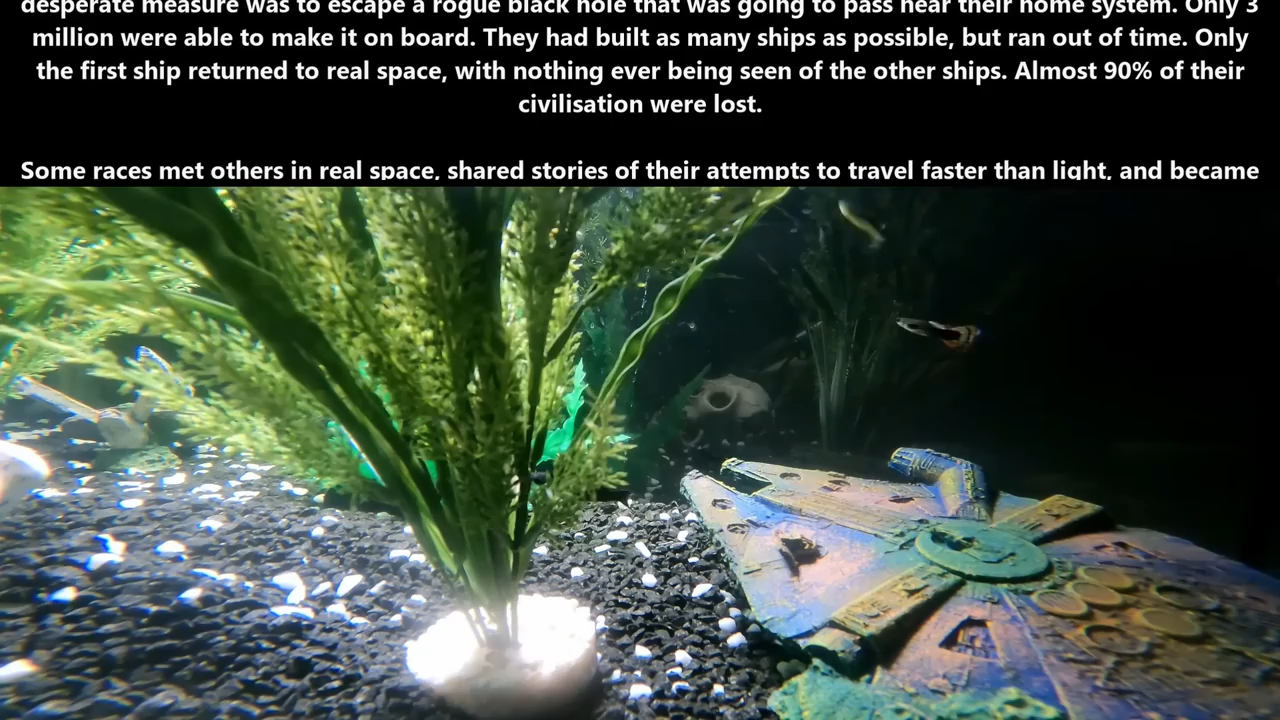 desperate measure was to escape a rogue black hole that was going to pass near their home system. Only 3
million were able to make it on board. They had built as many ships as possible, but ran out of time. Only
the first ship returned to real space, with nothing ever being seen of the other ships. Almost 90% of their
civilisation were lost.
Some races met others in real space, shared stories of their attempts to travel faster than light, and became